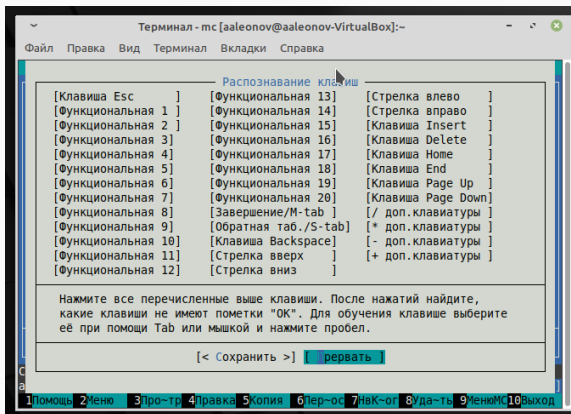 Терминал - mc [aaleonov@aaleonov-VirtualBox]:~
Файл Правка Вид Терминал Вкладки Справка
Распознавание клавиш
[Клавиша Esc ] [Функциональная 13] [Стрелка влево ]
[Функциональная 1 ] [Функциональная 14] [Стрелка вправо ]
[Функциональная 2 ] [Функциональная 15] [Клавиша Insert ]
[Функциональная 3] [Функциональная 16] [Клавиша Delete ]
[Функциональная 4] [Функциональная 17] [Клавиша Home ]
[Функциональная 5] [Функциональная 18] [Клавиша End ]
[Функциональная 6] [Функциональная 19] [Клавиша Page Up ]
[Функциональная 7] [Функциональная 20] [Клавиша Page Down]
[Функциональная 8] [Завершение/M-tab ] [/ доп.клавиатуры ]
[Функциональная 9] [Обратная таб./S-tab] [* доп.клавиатуры ]
[Функциональная 10] [Клавиша Backspace] [- доп.клавиатуры ]
[Функциональная 11] [Стрелка вверх ] [+ доп.клавиатуры ]
[Функциональная 12] [Стрелка вниз ]
Нажмите все перечисленные выше клавиши. После нажатий найдите,
какие клавиши не имеют пометки "OK". Для обучения клавише выберите
её при помощи Tab или мышкой и нажмите пробел.
[< Сохранить >] [ Прервать ]
1Помощь 2Меню 3Про~тр 4Правка 5Копия 6Пер~ос 7НвК~ог 8Уда~ть 9МенюMC 10Выход